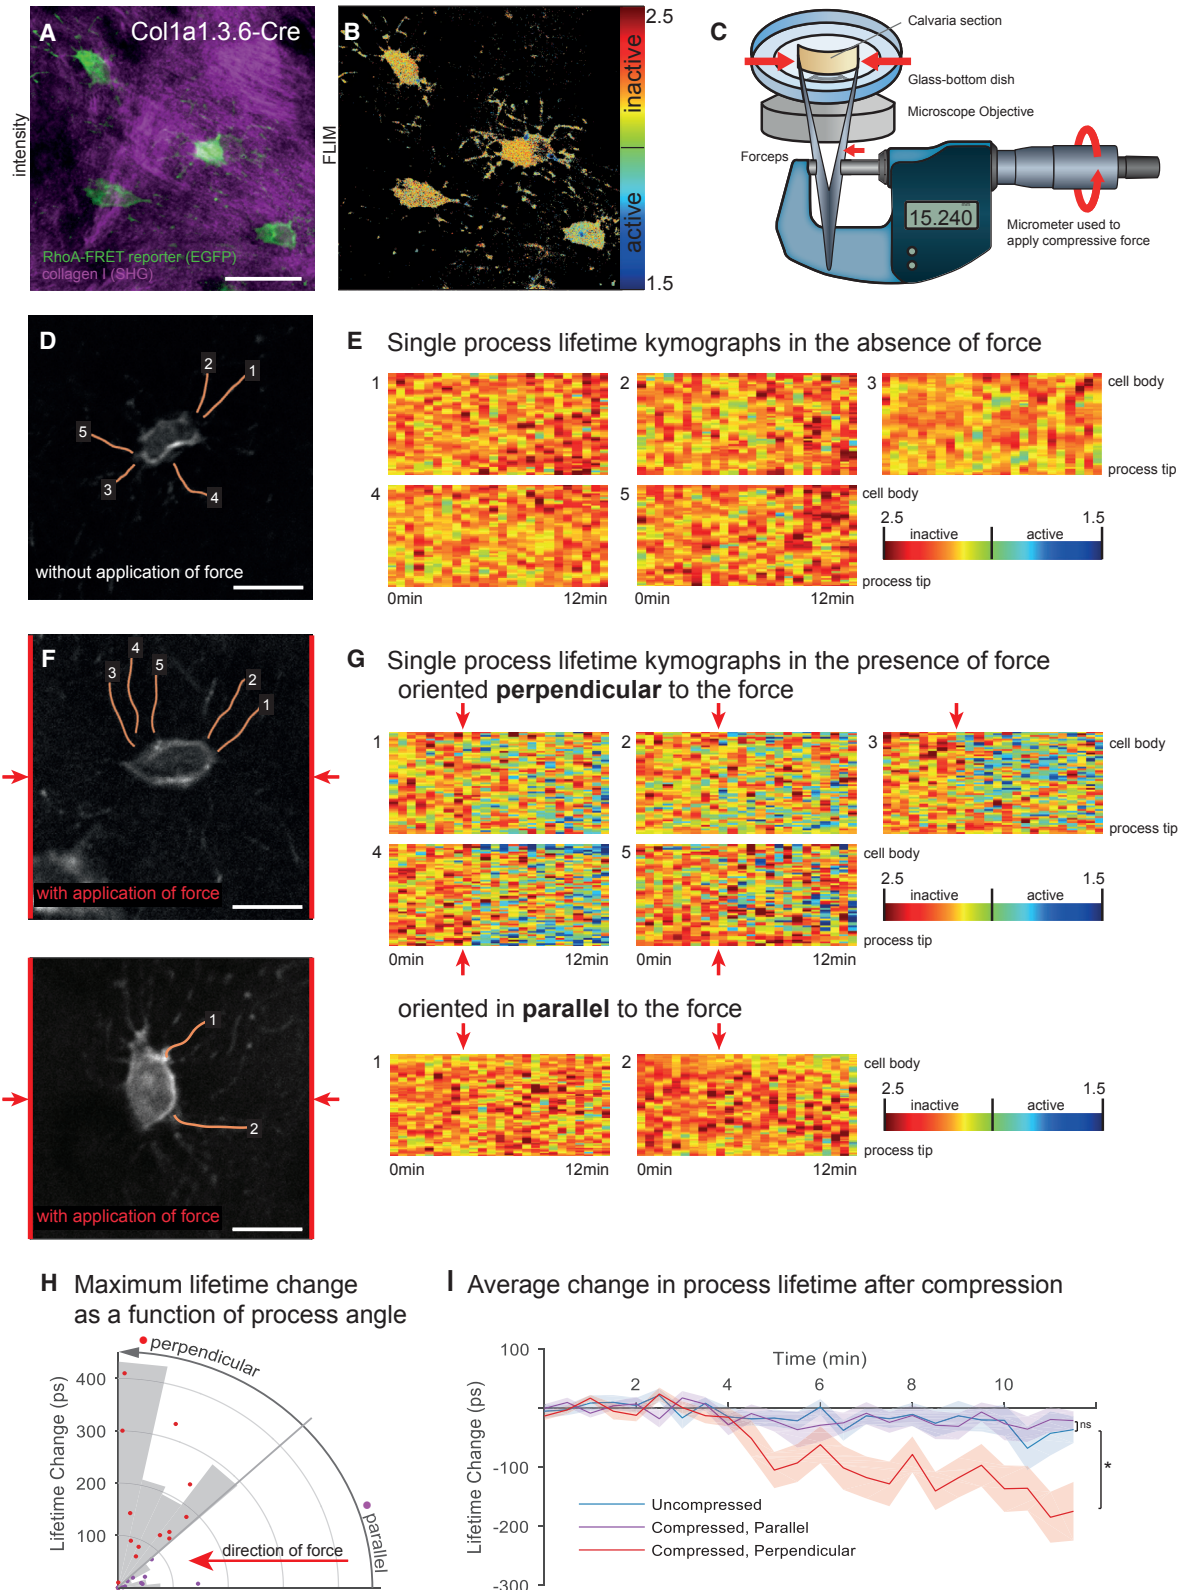 A
Col1a1.3.6-Cre
intensity
RhoA-FRET reporter (EGFP)
collagen I (SHG)
B
FLIM
2.5
inactive
active
1.5
C
Calvaria section
Glass-bottom dish
Microscope Objective
Forceps
mm
15.240
Micrometer used to
apply compressive force
D
2
1
5
3
4
without application of force
E Single process lifetime kymographs in the absence of force
1
2
3
cell body
process tip
4
5
cell body
2.5
1.5
inactive
active
process tip
0min
12min
0min
12min
F
4
3
5
2
1
with application of force
G Single process lifetime kymographs in the presence of force
oriented perpendicular to the force
1
2
3
cell body
process tip
4
5
cell body
2.5
1.5
inactive
active
process tip
0min
12min
0min
12min
1
2
with application of force
oriented in parallel to the force
1
2
cell body
2.5
1.5
inactive
active
process tip
0min
12min
0min
12min
H Maximum lifetime change
as a function of process angle
perpendicular
parallel
Lifetime Change (ps)
400
300
200
100
direction of force
I Average change in process lifetime after compression
Time (min)
2
4
6
8
10
Lifetime Change (ps)
100
0
-100
-200
-300
ns
*
Uncompressed
Compressed, Parallel
Compressed, Perpendicular